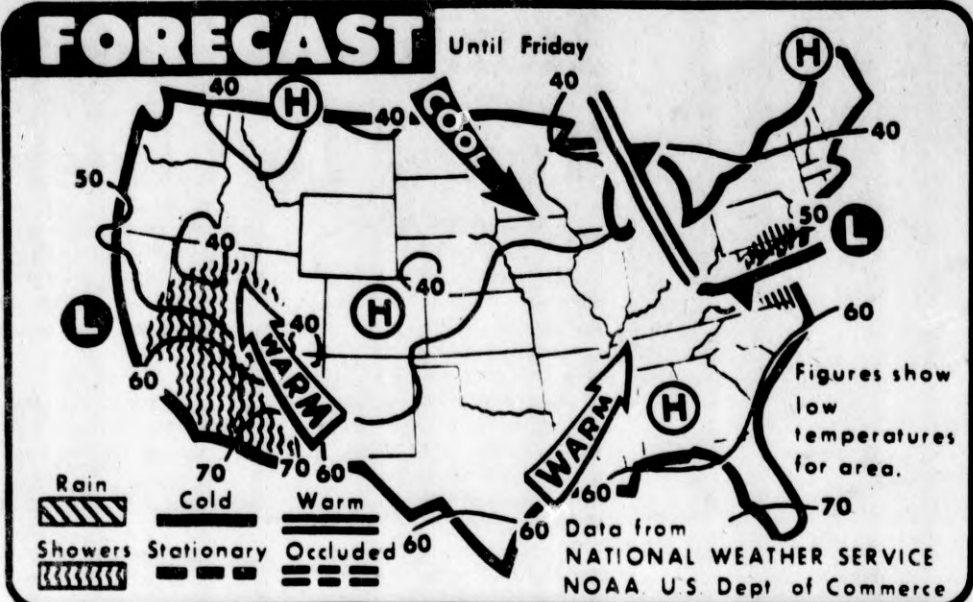 FORECAST
Until Friday
H
H
40
40
40
COOL
40
50
40
50
L
40
H
L
WARM
40
60
60
WARM
H
Figures show
low
temperatures
for area.
70
70
60
60
60
60
70
Rain
Cold
Warm
Showers
Stationary
Occluded
Data from
NATIONAL WEATHER SERVICE
NOAA U.S. Dept of Commerce
40